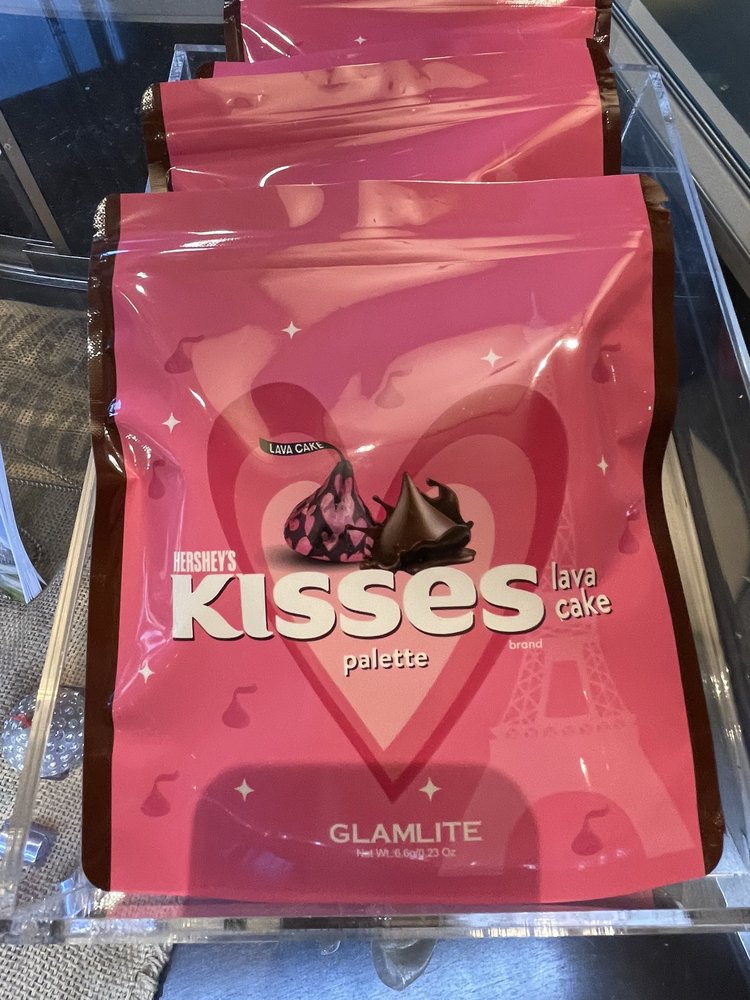 LAVA CAKE
HERSHEY'S
KISSES lava cake
brand
palette
GLAMLITE
Net Wt.:6.6g/0.23 Oz